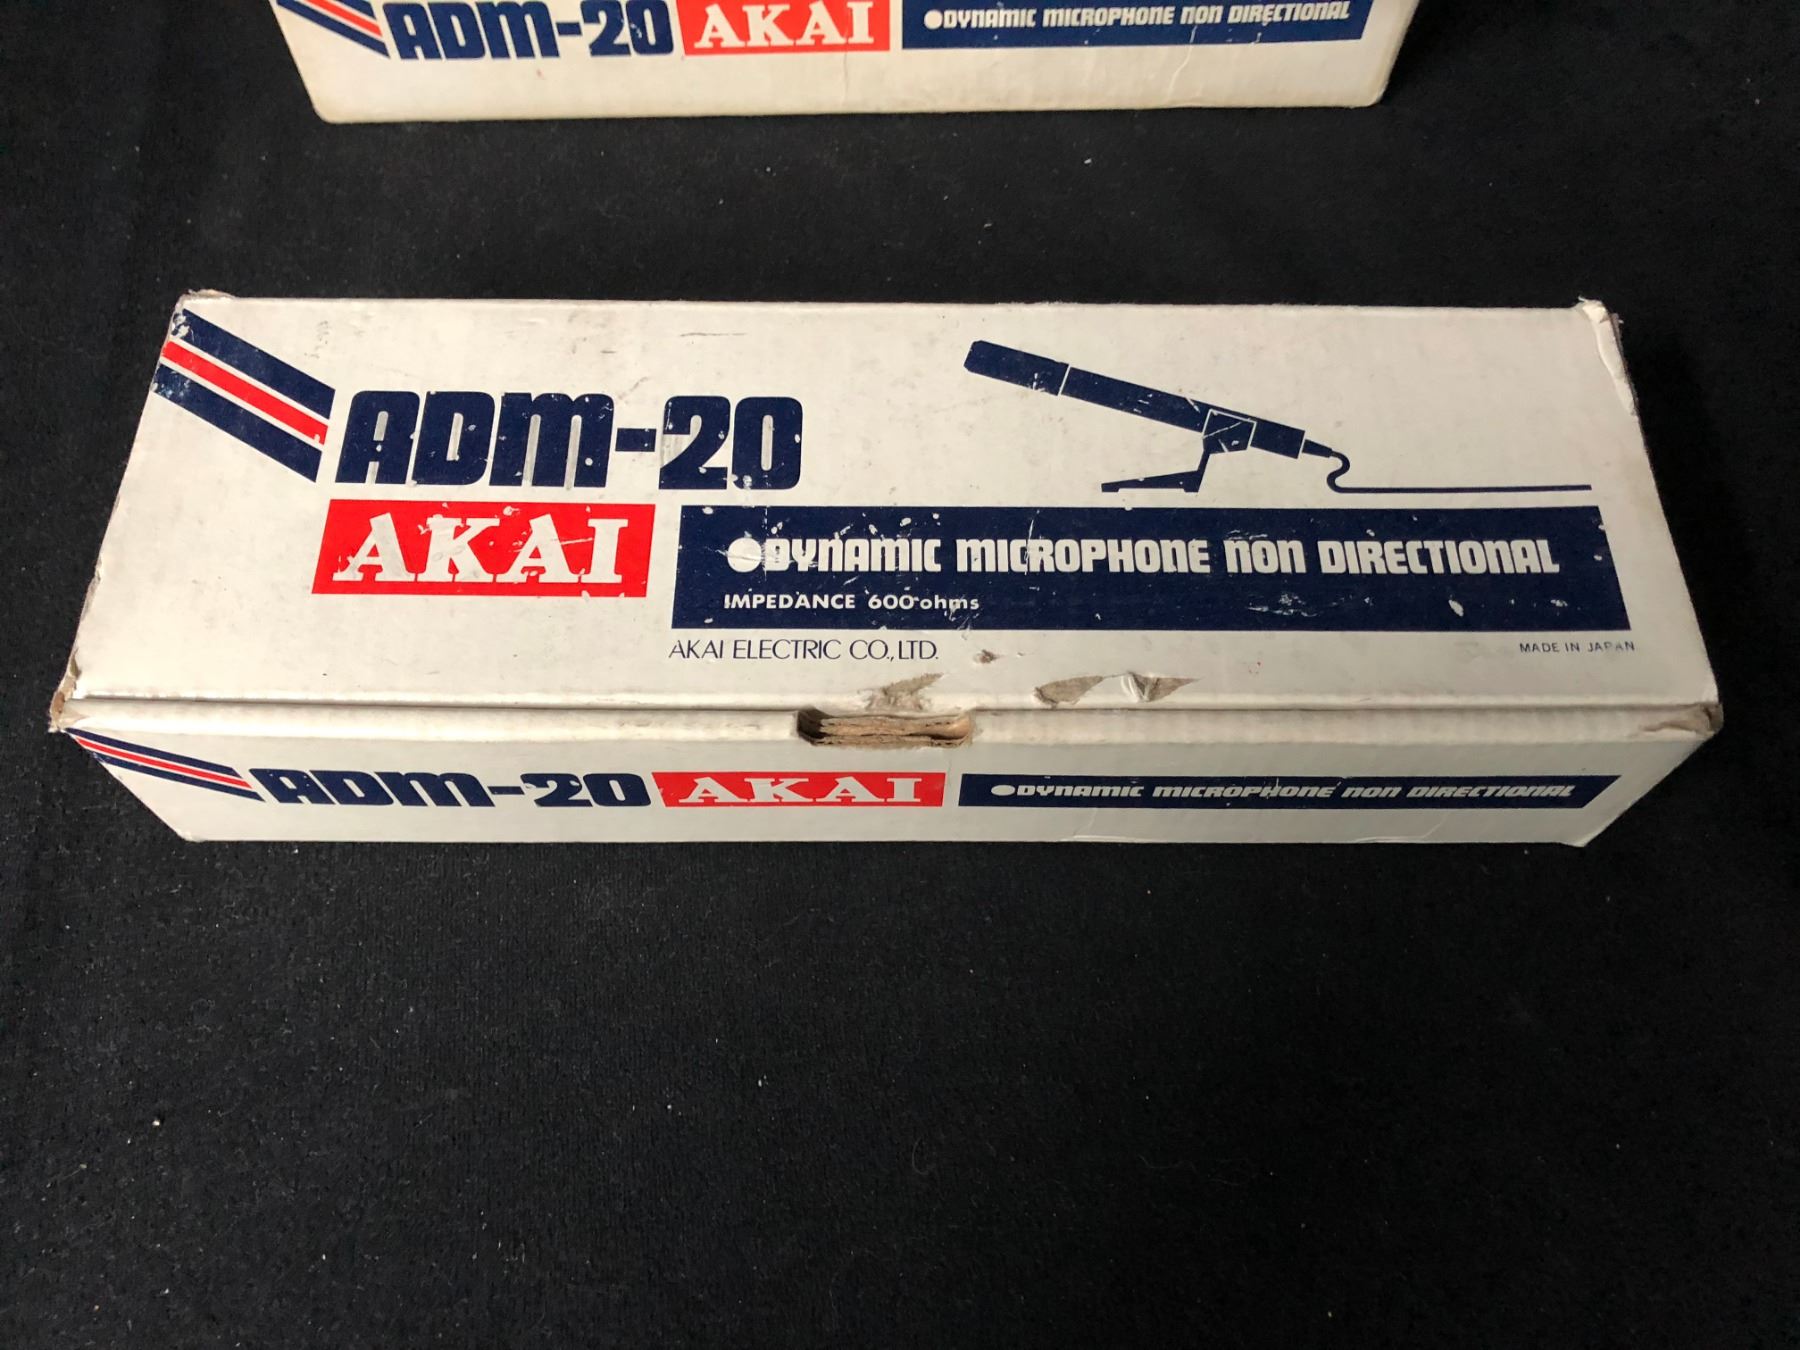 ADM-20 AKAI ●DYNAMIC MICROPHONE NON DIRECTIONAL
ADM-20
AKAI
●DYNAMIC MICROPHONE NON DIRECTIONAL
IMPEDANCE 600 ohms
AKAI ELECTRIC CO.,LTD.
MADE IN JAPAN
ADM-20 AKAI ●DYNAMIC MICROPHONE NON DIRECTIONAL